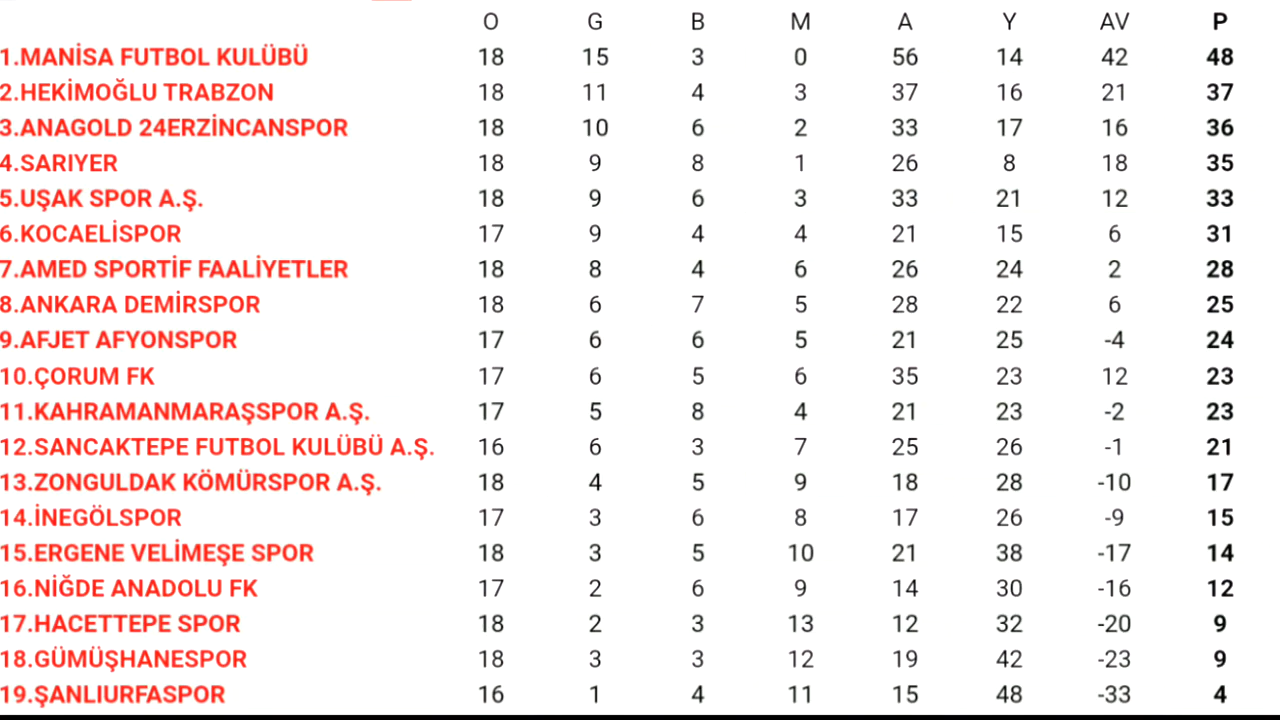 O G B M A Y AV P
1.MANİSA FUTBOL KULÜBÜ 18 15 3 0 56 14 42 48
2.HEKİMOĞLU TRABZON 18 11 4 3 37 16 21 37
3.ANAGOLD 24ERZİNCANSPOR 18 10 6 2 33 17 16 36
4.SARIYER 18 9 8 1 26 8 18 35
5.UŞAK SPOR A.Ş. 18 9 6 3 33 21 12 33
6.KOCAELİSPOR 17 9 4 4 21 15 6 31
7.AMED SPORTİF FAALİYETLER 18 8 4 6 26 24 2 28
8.ANKARA DEMİRSPOR 18 6 7 5 28 22 6 25
9.AFJET AFYONSPOR 17 6 6 5 21 25 -4 24
10.ÇORUM FK 17 6 5 6 35 23 12 23
11.KAHRAMANMARAŞSPOR A.Ş. 17 5 8 4 21 23 -2 23
12.SANCAKTEPE FUTBOL KULÜBÜ A.Ş. 16 6 3 7 25 26 -1 21
13.ZONGULDAK KÖMÜRSPOR A.Ş. 18 4 5 9 18 28 -10 17
14.İNEGÖLSPOR 17 3 6 8 17 26 -9 15
15.ERGENE VELİMEŞE SPOR 18 3 5 10 21 38 -17 14
16.NİĞDE ANADOLU FK 17 2 6 9 14 30 -16 12
17.HACETTEPE SPOR 18 2 3 13 12 32 -20 9
18.GÜMÜŞHANESPOR 18 3 3 12 19 42 -23 9
19.ŞANLIURFASPOR 16 1 4 11 15 48 -33 4